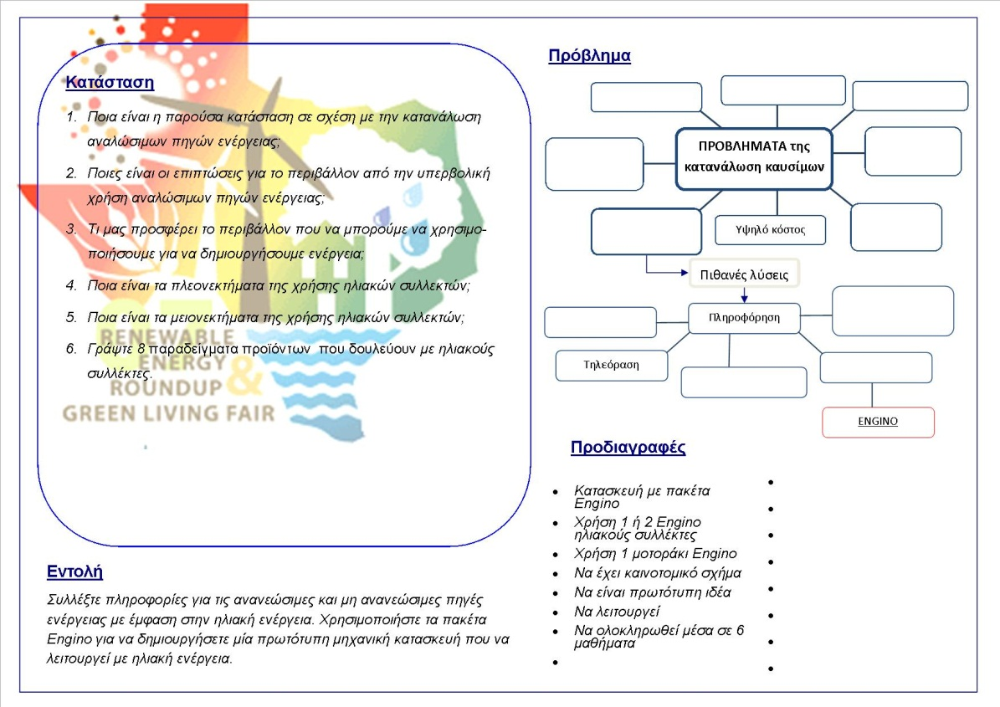 Κατάσταση
1. Ποια είναι η παρούσα κατάσταση σε σχέση με την κατανάλωση
αναλώσιμων πηγών ενέργειας;
2. Ποιες είναι οι επιπτώσεις για το περιβάλλον από την υπερβολική
χρήση αναλώσιμων πηγών ενέργειας;
3. Τι μας προσφέρει το περιβάλλον που να μπορούμε να χρησιμο-
ποιήσουμε για να δημιουργήσουμε ενέργεια;
4. Ποια είναι τα πλεονεκτήματα της χρήσης ηλιακών συλλεκτών;
5. Ποια είναι τα μειονεκτήματα της χρήσης ηλιακών συλλεκτών;
6. Γράψτε 8 παραδείγματα προϊόντων που δουλεύουν με ηλιακούς
συλλέκτες.
RENEWABLE
ENERGY
ROUNDUP &
GREEN LIVING FAIR
Εντολή
Συλλέξτε πληροφορίες για τις ανανεώσιμες και μη ανανεώσιμες πηγές
ενέργειας με έμφαση στην ηλιακή ενέργεια. Χρησιμοποιήστε τα πακέτα
Engino για να δημιουργήσετε μία πρωτότυπη μηχανική κατασκευή που να
λειτουργεί με ηλιακή ενέργεια.
Πρόβλημα
ΠΡΟΒΛΗΜΑΤΑ της
κατανάλωση καυσίμων
Υψηλό κόστος
Πιθανές λύσεις
Πληροφόρηση
Τηλεόραση
ENGINO
Προδιαγραφές
• Κατασκευή με πακέτα
Engino
• Χρήση 1 ή 2 Engino
ηλιακούς συλλέκτες
• Χρήση 1 μοτοράκι Engino
• Να έχει καινοτομικό σχήμα
• Να είναι πρωτότυπη ιδέα
• Να λειτουργεί
• Να ολοκληρωθεί μέσα σε 6
μαθήματα